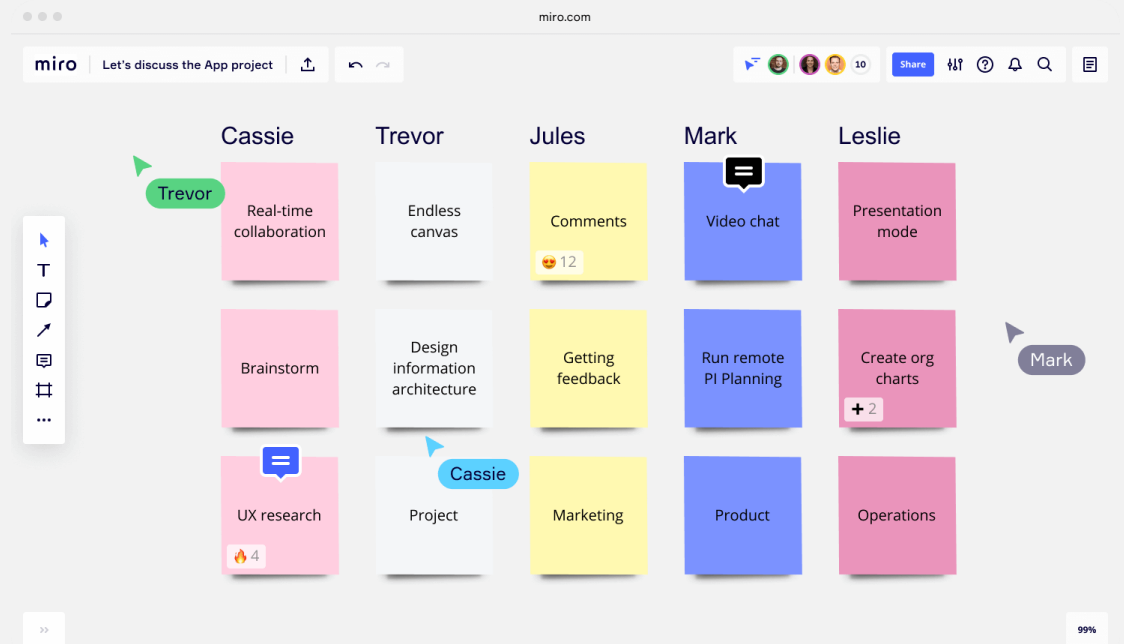 miro.com
miro
Let's discuss the App project
10
Share
Cassie
Trevor
Jules
Mark
Leslie
Trevor
Real-time
collaboration
Endless
canvas
Comments
12
Video chat
Presentation
mode
T
Brainstorm
Design
information
architecture
Getting
feedback
Run remote
PI Planning
Create org
charts
2
Mark
Cassie
UX research
4
Project
Marketing
Product
Operations
99%